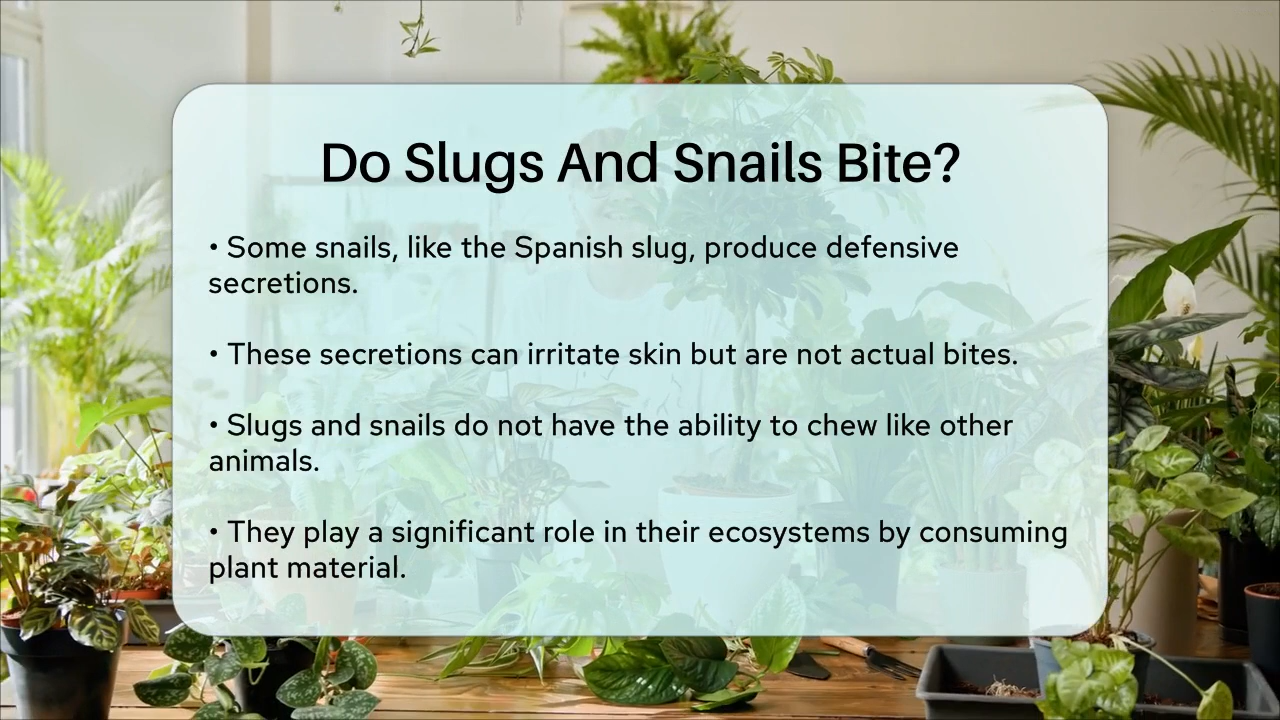 Do Slugs And Snails Bite?
• Some snails, like the Spanish slug, produce defensive
secretions.
• These secretions can irritate skin but are not actual bites.
• Slugs and snails do not have the ability to chew like other
animals.
• They play a significant role in their ecosystems by consuming
plant material.